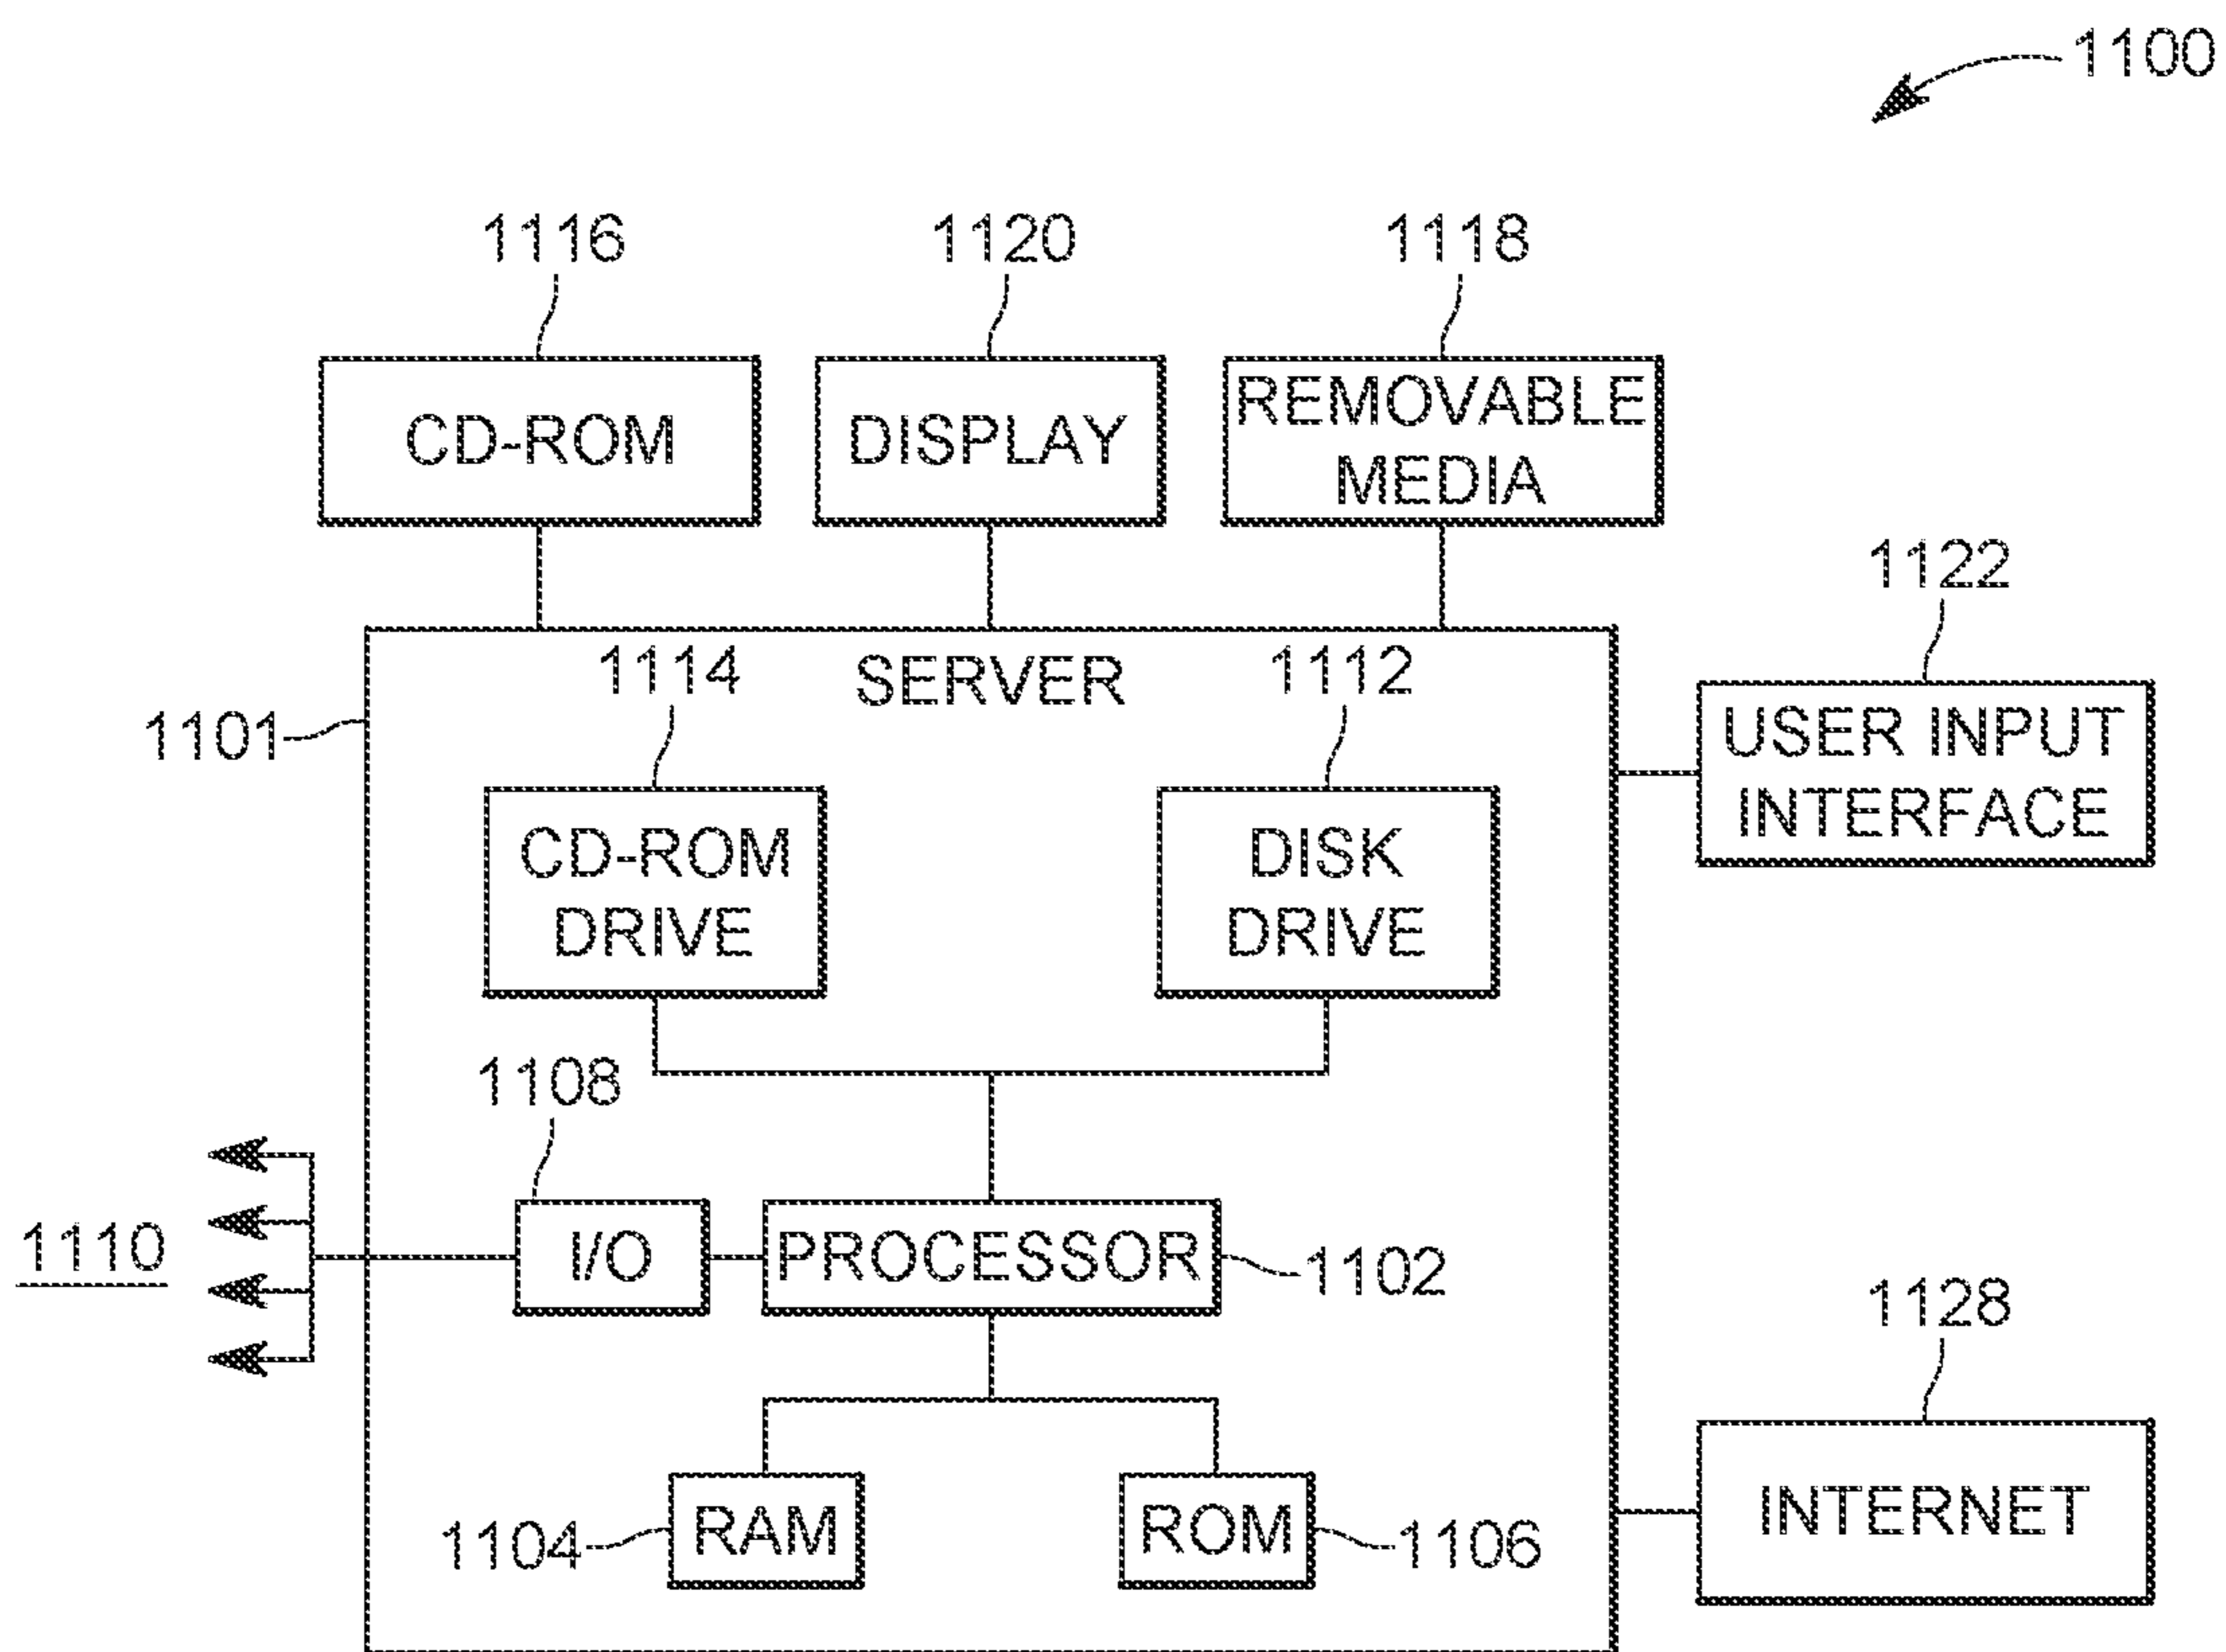 1100
1116
1120
1118
CD-ROM
DISPLAY
REMOVABLE
MEDIA
1122
USER INPUT
INTERFACE
SERVER
1101
1114
1112
CD-ROM
DRIVE
DISK
DRIVE
1108
1110
I/O
PROCESSOR
1102
1128
INTERNET
1104
RAM
ROM
1106